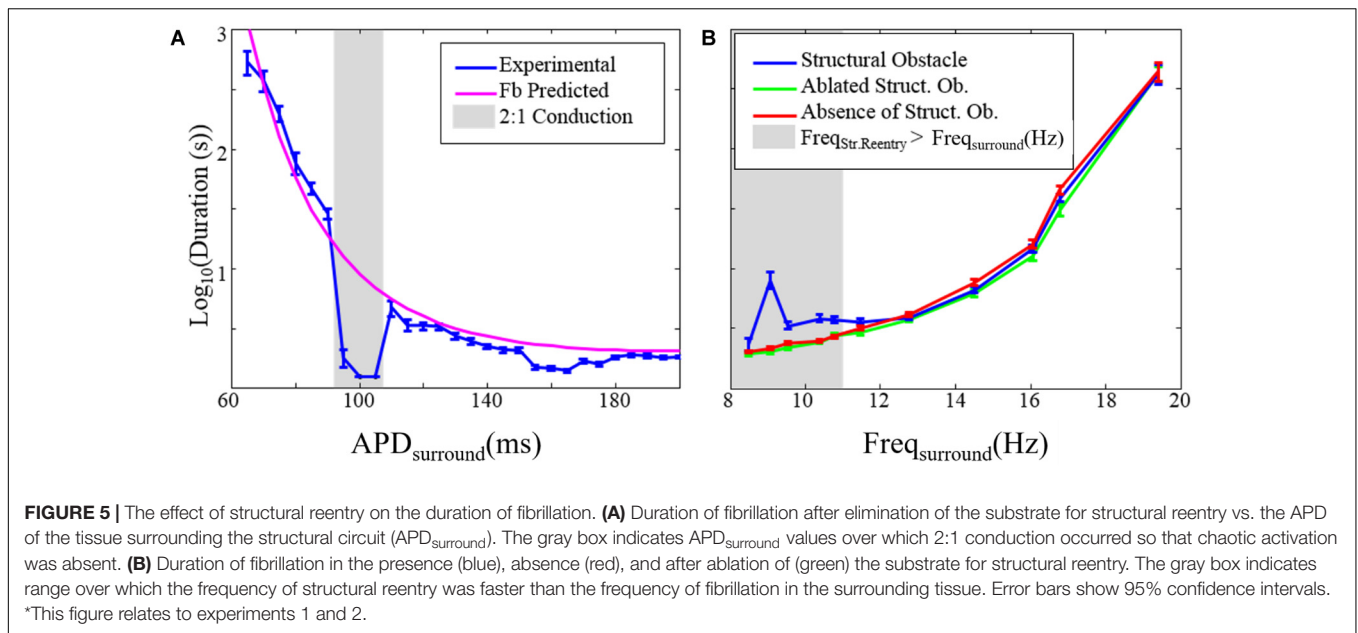 A
3
2
1
Log₁₀(Duration (s))
Experimental
Fb Predicted
2:1 Conduction
60 100 140 180
APDsurround(ms)
B
Structural Obstacle
Ablated Struct. Ob.
Absence of Struct. Ob.
FreqStr.Reentry > Freqsurround(Hz)
8 10 12 14 16 18 20
Freqsurround(Hz)
FIGURE 5 | The effect of structural reentry on the duration of fibrillation. (A) Duration of fibrillation after elimination of the substrate for structural reentry vs. the APD
of the tissue surrounding the structural circuit (APDsurround). The gray box indicates APDsurround values over which 2:1 conduction occurred so that chaotic activation
was absent. (B) Duration of fibrillation in the presence (blue), absence (red), and after ablation of (green) the substrate for structural reentry. The gray box indicates
range over which the frequency of structural reentry was faster than the frequency of fibrillation in the surrounding tissue. Error bars show 95% confidence intervals.
*This figure relates to experiments 1 and 2.